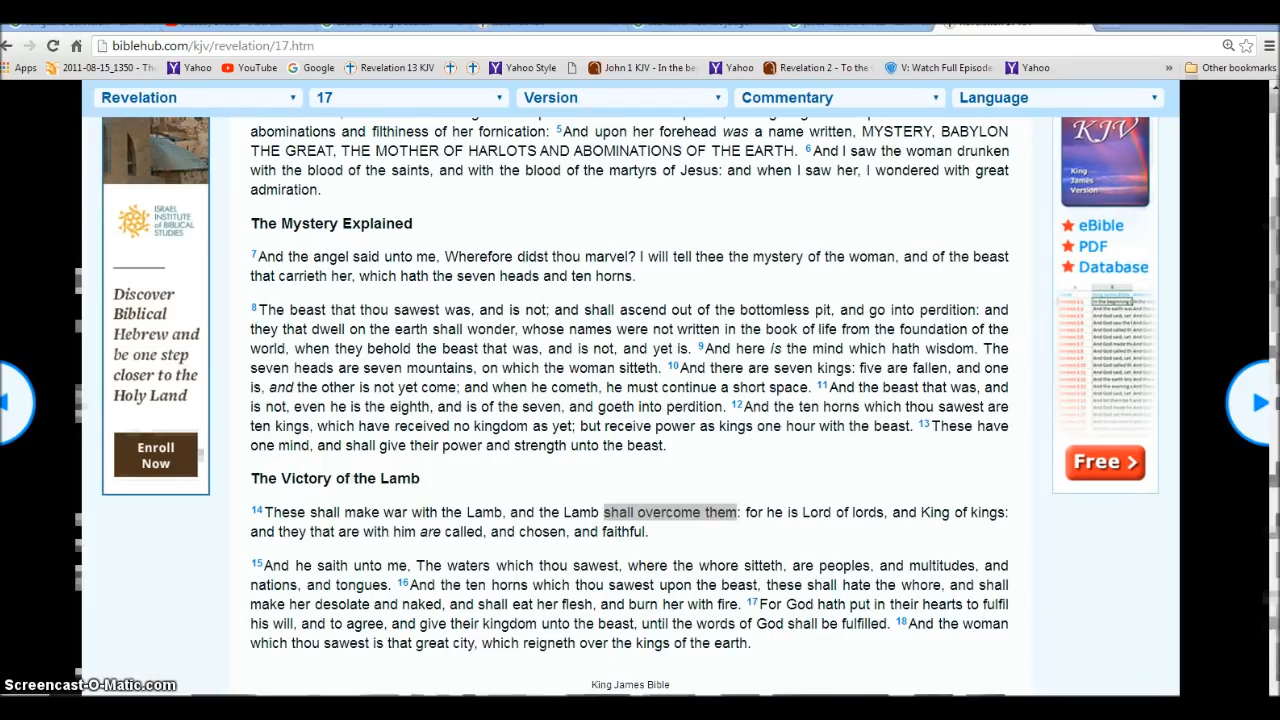 biblehub.com/kjv/revelation/17.htm
Apps 2011-08-15_1350 - Th Yahoo YouTube Google Revelation 13 KJV Yahoo Style John 1 KJV - In the be Yahoo Revelation 2 - To the V: Watch Full Episode Yahoo » Other bookmarks
Revelation 17 Version Commentary Language
abominations and filthiness of her fornication: 5And upon her forehead was a name written, MYSTERY, BABYLON
THE GREAT, THE MOTHER OF HARLOTS AND ABOMINATIONS OF THE EARTH. 6And I saw the woman drunken
with the blood of the saints, and with the blood of the martyrs of Jesus: and when I saw her, I wondered with great
admiration.
The Mystery Explained
7And the angel said unto me, Wherefore didst thou marvel? I will tell thee the mystery of the woman, and of the beast
that carrieth her, which hath the seven heads and ten horns.
8The beast that thou sawest was, and is not; and shall ascend out of the bottomless pit, and go into perdition: and
they that dwell on the earth shall wonder, whose names were not written in the book of life from the foundation of the
world, when they behold the beast that was, and is not, and yet is. 9And here is the mind which hath wisdom. The
seven heads are seven mountains, on which the woman sitteth. 10And there are seven kings: five are fallen, and one
is, and the other is not yet come; and when he cometh, he must continue a short space. 11And the beast that was, and
is not, even he is the eighth, and is of the seven, and goeth into perdition. 12And the ten horns which thou sawest are
ten kings, which have received no kingdom as yet; but receive power as kings one hour with the beast. 13These have
one mind, and shall give their power and strength unto the beast.
The Victory of the Lamb
14These shall make war with the Lamb, and the Lamb shall overcome them: for he is Lord of lords, and King of kings:
and they that are with him are called, and chosen, and faithful.
15And he saith unto me, The waters which thou sawest, where the whore sitteth, are peoples, and multitudes, and
nations, and tongues. 16And the ten horns which thou sawest upon the beast, these shall hate the whore, and shall
make her desolate and naked, and shall eat her flesh, and burn her with fire. 17For God hath put in their hearts to fulfil
his will, and to agree, and give their kingdom unto the beast, until the words of God shall be fulfilled. 18And the woman
which thou sawest is that great city, which reigneth over the kings of the earth.
King James Bible
ISRAEL
INSTITUTE
OF BIBLICAL
STUDIES
Discover
Biblical
Hebrew and
be one step
closer to the
Holy Land
Enroll
Now
KJV
King
James
Version
eBible
PDF
Database
Free >
Screencast-O-Matic.com